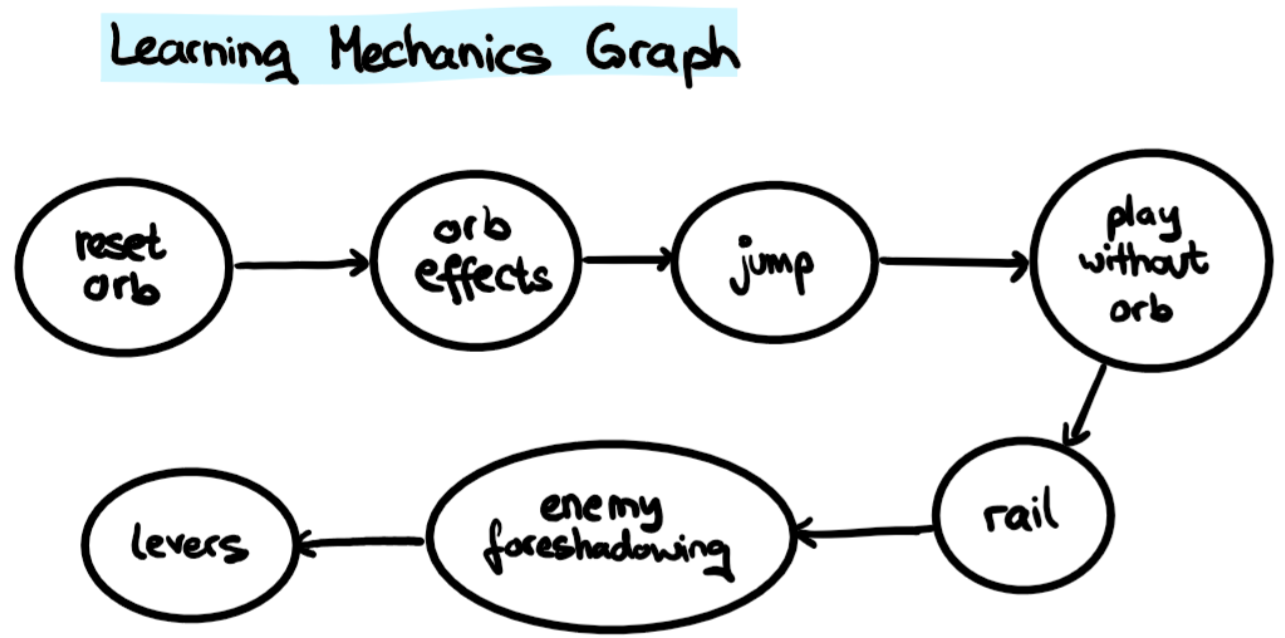 Learning Mechanics Graph
reset
orb
orb
effects
jump
play
without
orb
rail
enemy
foreshadowing
levers